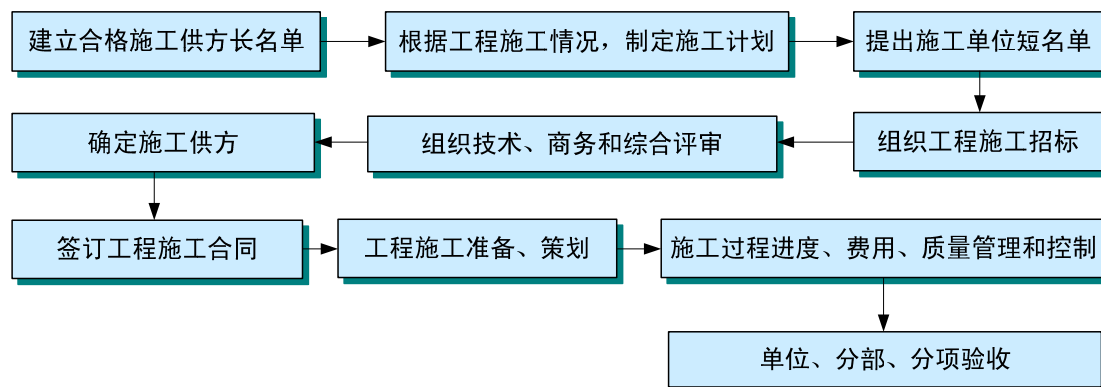 建立合格施工供方长名单
根据工程施工情况，制定施工计划
提出施工单位短名单
组织工程施工招标
组织技术、商务和综合评审
确定施工供方
签订工程施工合同
工程施工准备、策划
施工过程进度、费用、质量管理和控制
单位、分部、分项验收